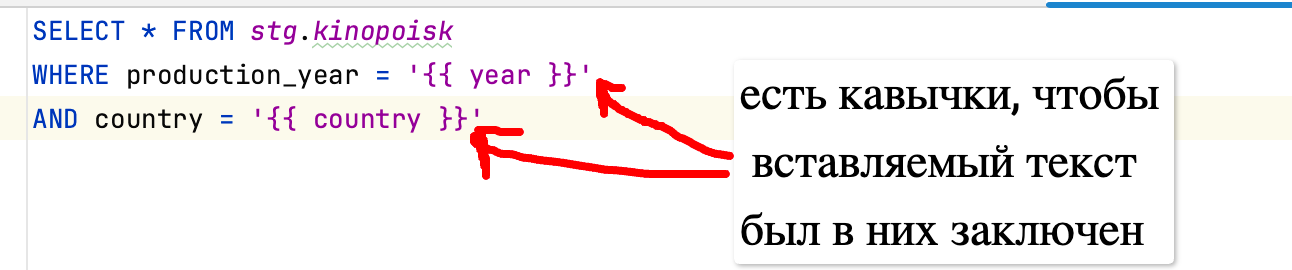 SELECT * FROM stg.kinopoisk
WHERE production_year = '{{ year }}'
AND country = '{{ country }}'
есть кавычки, чтобы
вставляемый текст
был в них заключен